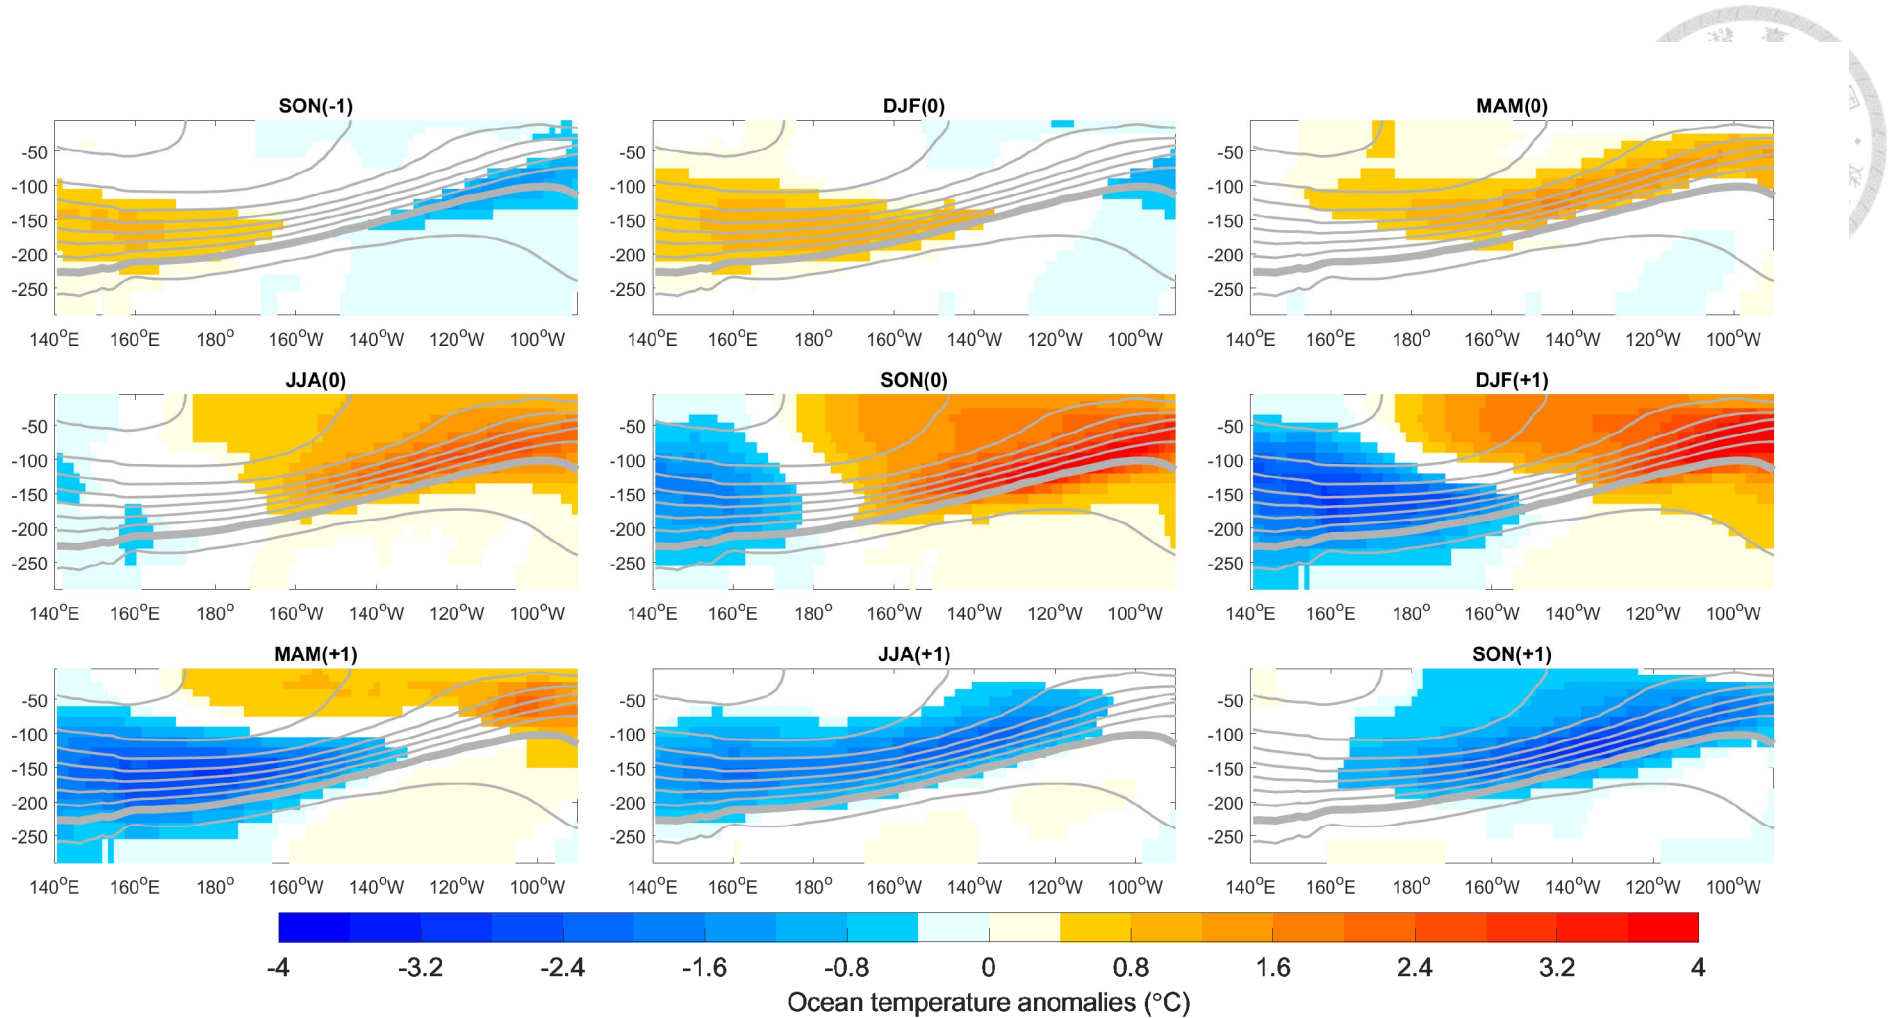 SON(-1) DJF(0) MAM(0)
-50 -50 -50
-100 -100 -100
-150 -150 -150
-200 -200 -200
-250 -250 -250
140°E 160°E 180° 160°W 140°W 120°W 100°W 140°E 160°E 180° 160°W 140°W 120°W 100°W 140°E 160°E 180° 160°W 140°W 120°W 100°W
JJA(0) SON(0) DJF(+1)
-50 -50 -50
-100 -100 -100
-150 -150 -150
-200 -200 -200
-250 -250 -250
140°E 160°E 180° 160°W 140°W 120°W 100°W 140°E 160°E 180° 160°W 140°W 120°W 100°W 140°E 160°E 180° 160°W 140°W 120°W 100°W
MAM(+1) JJA(+1) SON(+1)
-50 -50 -50
-100 -100 -100
-150 -150 -150
-200 -200 -200
-250 -250 -250
140°E 160°E 180° 160°W 140°W 120°W 100°W 140°E 160°E 180° 160°W 140°W 120°W 100°W 140°E 160°E 180° 160°W 140°W 120°W 100°W
-4 -3.2 -2.4 -1.6 -0.8 0 0.8 1.6 2.4 3.2 4
Ocean temperature anomalies (°C)